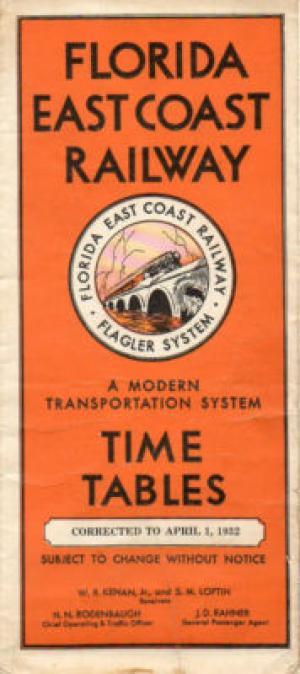 FLORIDA
EAST COAST
RAILWAY
FLORIDA EAST COAST RAILWAY
• FLAGLER SYSTEM •
A MODERN
TRANSPORTATION SYSTEM
TIME
TABLES
CORRECTED TO APRIL 1, 1932
SUBJECT TO CHANGE WITHOUT NOTICE
W. R. KENAN, Jr., and S. M. LOFTIN
Receivers
H. N. RODENBAUGH J. D. RAHNER
Chief Operating & Traffic Officer General Passenger Agent